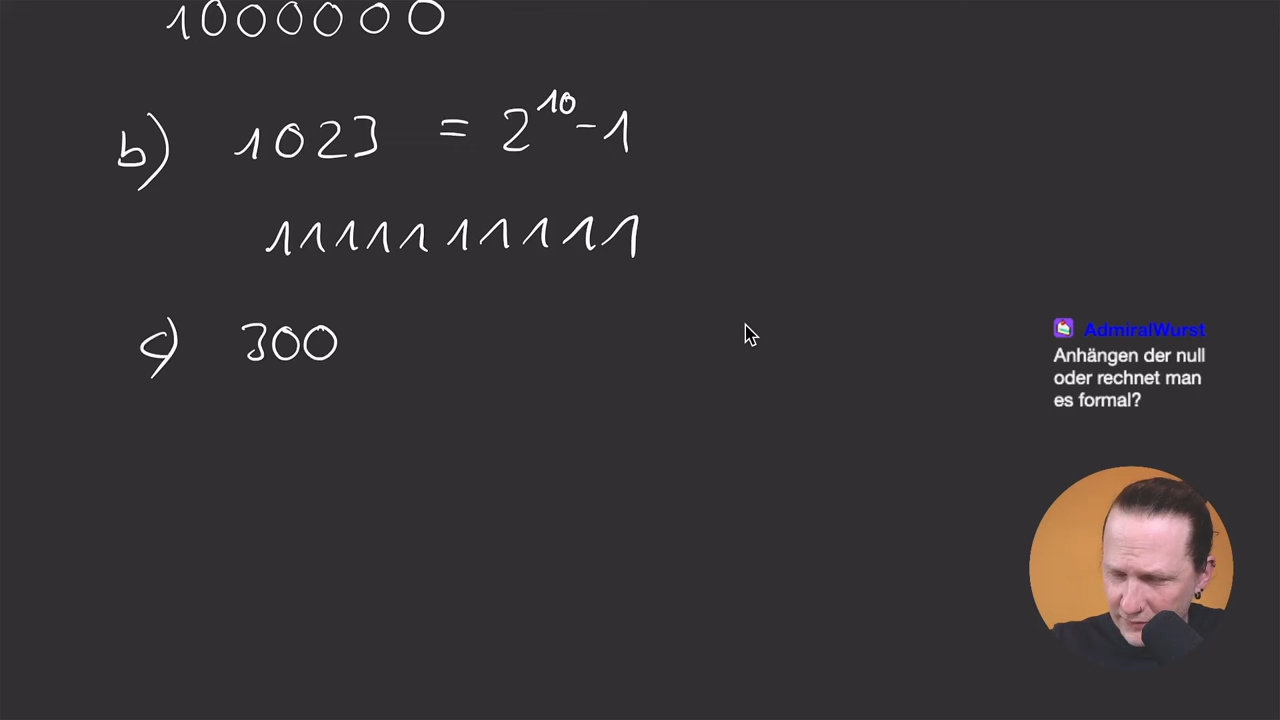 1000000
b) 1023 = 2^10 - 1
1111111111
c) 300
AdmiralWurst
Anhängen der null
oder rechnet man
es formal?